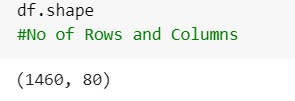 df.shape
#No of Rows and Columns
(1460, 80)